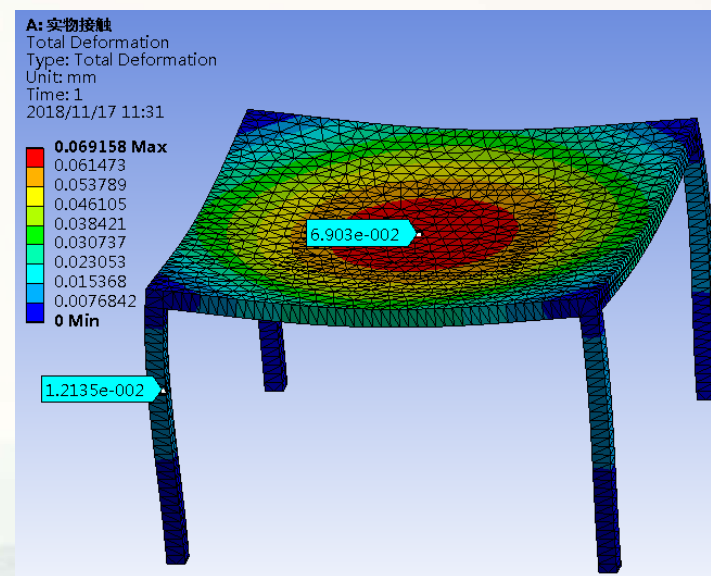 A: 实物接触
Total Deformation
Type: Total Deformation
Unit: mm
Time: 1
2018/11/17 11:31
0.069158 Max
0.061473
0.053789
0.046105
0.038421
0.030737
0.023053
0.015368
0.0076842
0 Min
6.903e-002
1.2135e-002